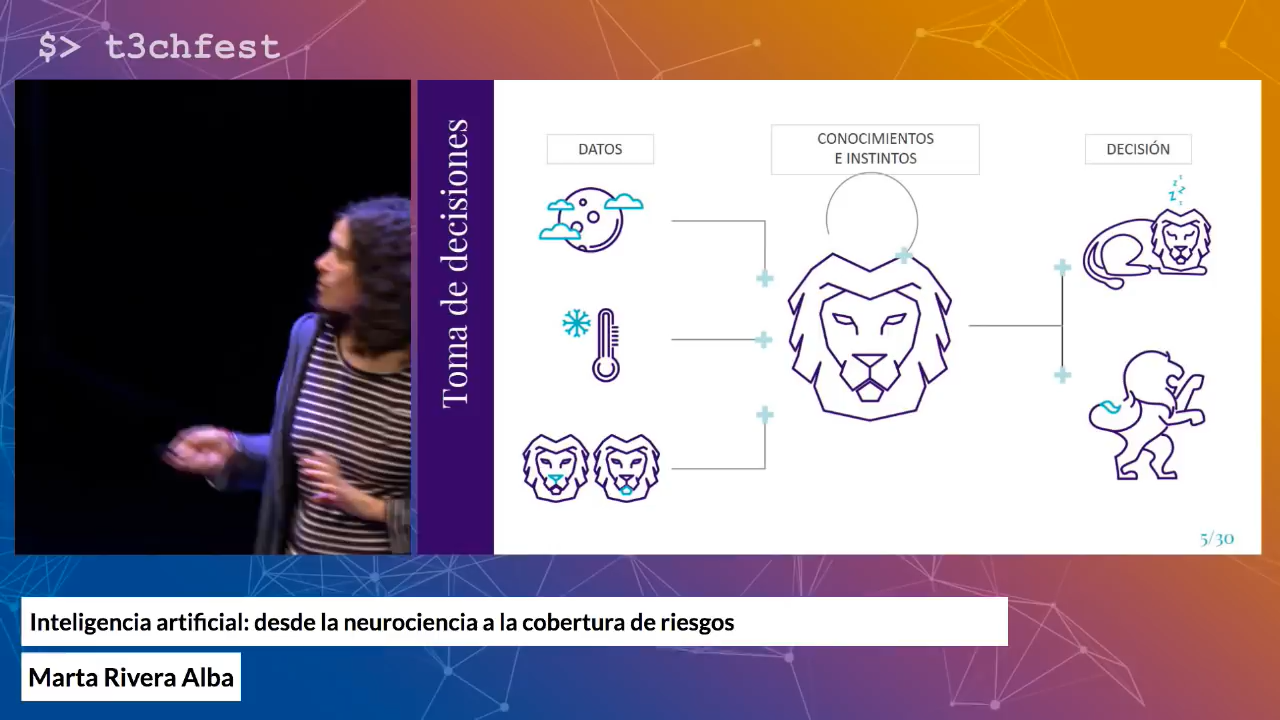 $> t3chfest
Toma de decisiones
DATOS
CONOCIMIENTOS
E INSTINTOS
DECISIÓN
z z z z z
5/30
Inteligencia artificial: desde la neurociencia a la cobertura de riesgos
Marta Rivera Alba